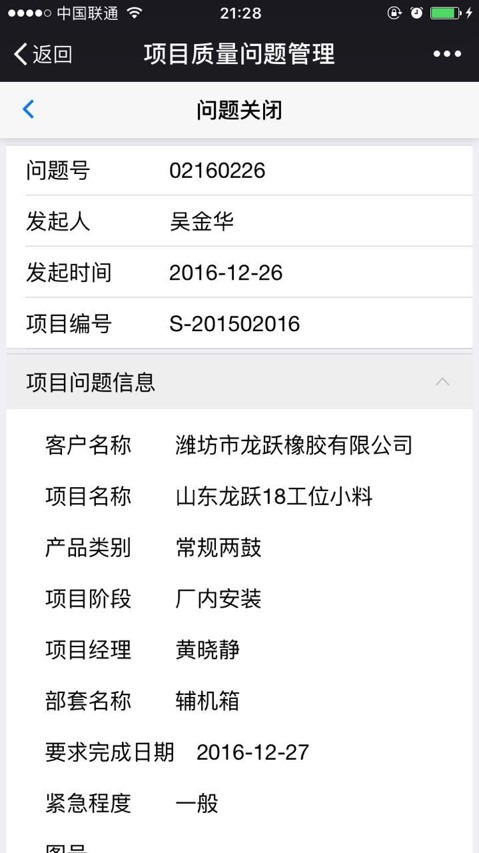 中国联通 21:28
返回 项目质量问题管理
问题关闭
问题号 02160226
发起人 吴金华
发起时间 2016-12-26
项目编号 S-201502016
项目问题信息
客户名称 潍坊市龙跃橡胶有限公司
项目名称 山东龙跃18工位小料
产品类别 常规两鼓
项目阶段 厂内安装
项目经理 黄晓静
部套名称 辅机箱
要求完成日期 2016-12-27
紧急程度 一般
图号